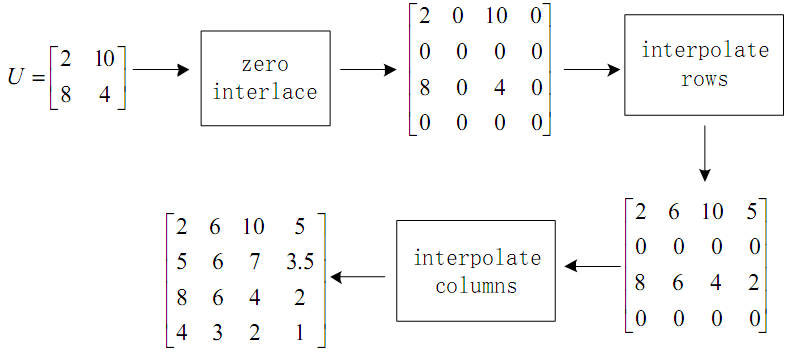 U = [2 10
8 4]
zero
interlace
2 0 10 0
0 0 0 0
8 0 4 0
0 0 0 0
interpolate
rows
2 6 10 5
0 0 0 0
8 6 4 2
0 0 0 0
interpolate
columns
2 6 10 5
5 6 7 3.5
8 6 4 2
4 3 2 1